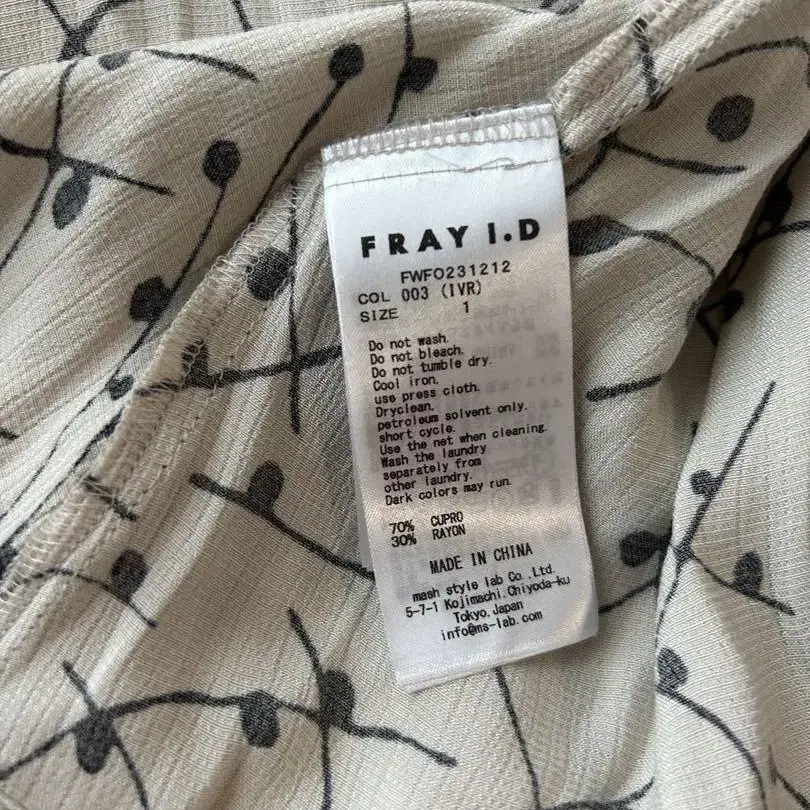 FRAY I.D
FWFO231212
COL 003 (IVR)
SIZE 1
Do not wash.
Do not bleach.
Do not tumble dry.
Cool iron.
use press cloth.
Dryclean.
petroleum solvent only.
short cycle.
Use the net when cleaning.
Wash the laundry
separately from
other laundry.
Dark colors may run.
70% CUPRO
30% RAYON
MADE IN CHINA
mash style lab Co.,Ltd.
5-7-1 Kojimachi,Chiyoda-ku
Tokyo,Japan
info@ms-lab.com